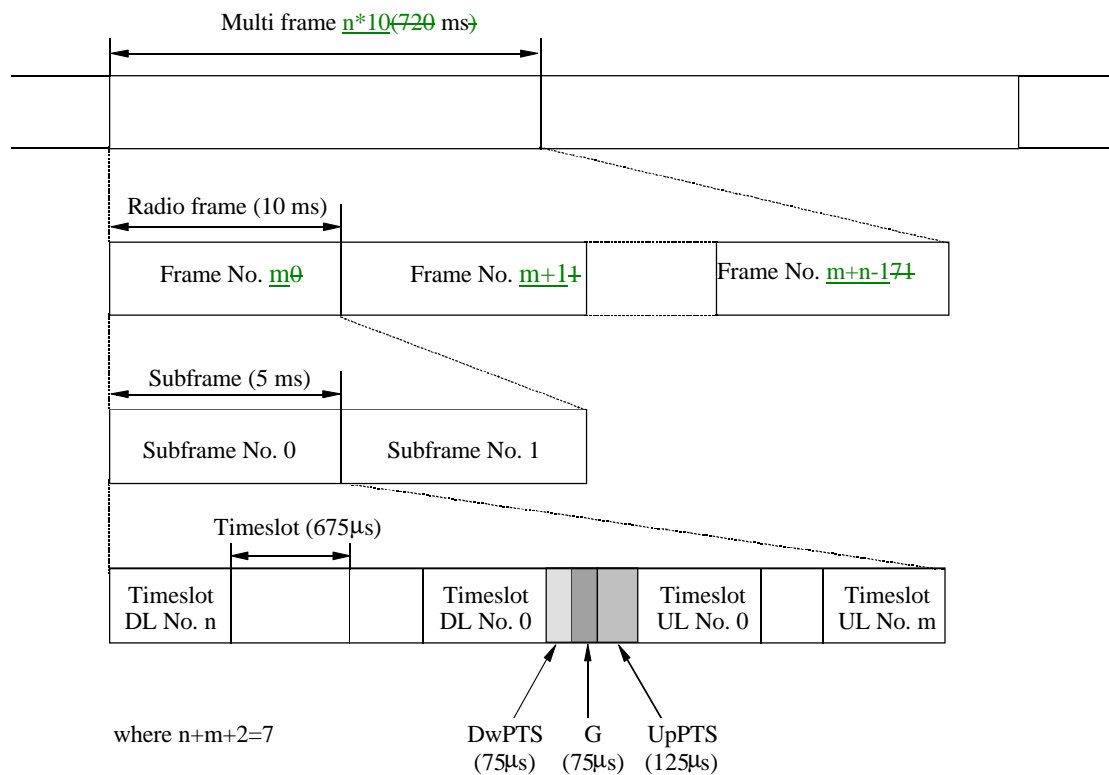 Multi frame n*10(720 ms)
Radio frame (10 ms)
Frame No. m0
Frame No. m+11
Frame No. m+n-171
Subframe (5 ms)
Subframe No. 0
Subframe No. 1
Timeslot (675μs)
Timeslot
DL No. n
Timeslot
DL No. 0
Timeslot
UL No. 0
Timeslot
UL No. m
where n+m+2=7
DwPTS
(75μs)
G
(75μs)
UpPTS
(125μs)